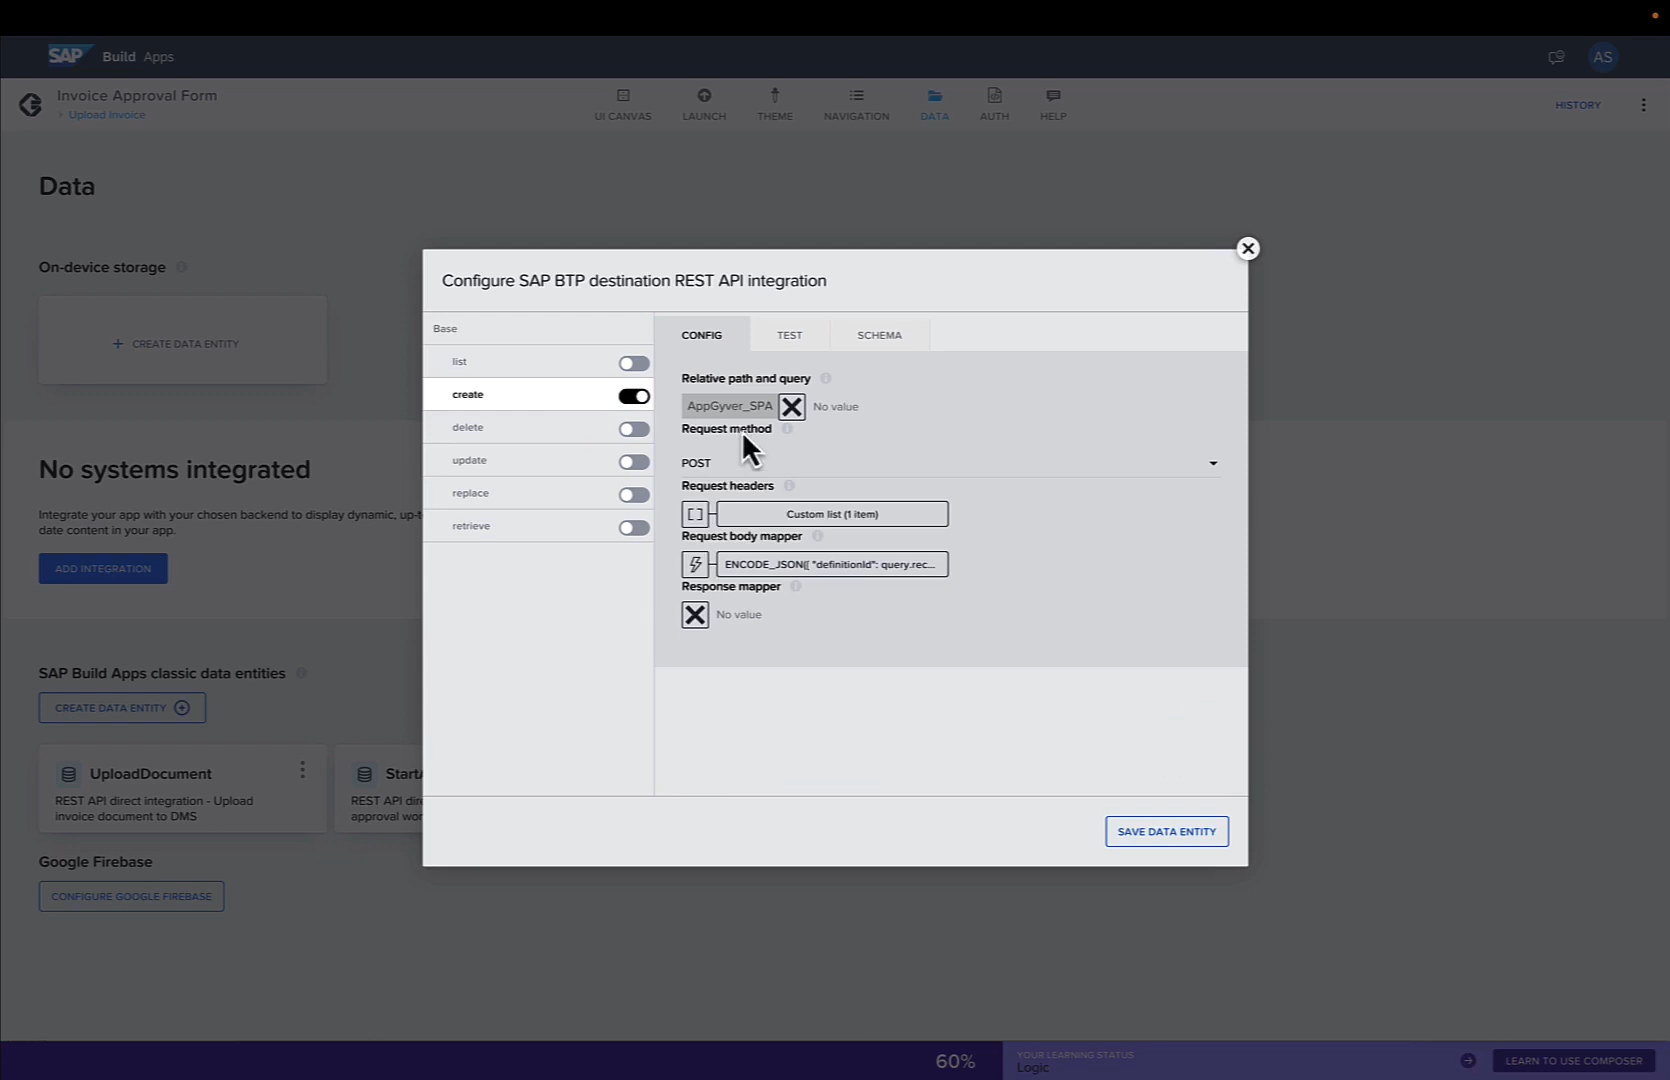 SAP Build Apps
AS
Invoice Approval Form
› Upload Invoice
UI CANVAS
LAUNCH
THEME
NAVIGATION
DATA
AUTH
HELP
HISTORY
Data
On-device storage
+ CREATE DATA ENTITY
No systems integrated
Integrate your app with your chosen backend to display dynamic, up-t
date content in your app.
ADD INTEGRATION
SAP Build Apps classic data entities
CREATE DATA ENTITY
UploadDocument
REST API direct integration - Upload
invoice document to DMS
Start
REST API dire
approval wor
Google Firebase
CONFIGURE GOOGLE FIREBASE
Configure SAP BTP destination REST API integration
Base
list
create
delete
update
replace
retrieve
CONFIG
TEST
SCHEMA
Relative path and query
AppGyver_SPA
No value
Request method
POST
Request headers
[ ] Custom list (1 item)
Request body mapper
ENCODE_JSON({ "definitionId": query.rec...
Response mapper
No value
SAVE DATA ENTITY
60%
YOUR LEARNING STATUS
Logic
LEARN TO USE COMPOSER